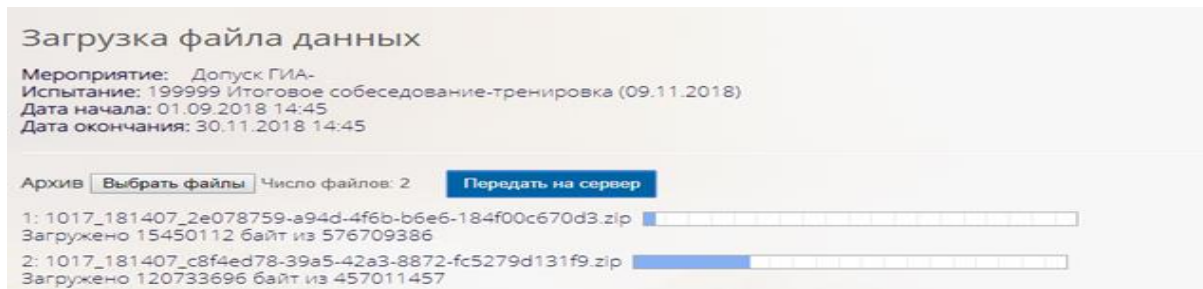 Загрузка файла данных
Мероприятие: Допуск ГИА-
Испытание: 199999 Итоговое собеседование-тренировка (09.11.2018)
Дата начала: 01.09.2018 14:45
Дата окончания: 30.11.2018 14:45
Архив Выбрать файлы Число файлов: 2 Передать на сервер
1: 1017_181407_2e078759-a94d-4f6b-b6e6-184f00c670d3.zip
Загружено 15450112 байт из 576709386
2: 1017_181407_c8f4ed78-39a5-42a3-8872-fc5279d131f9.zip
Загружено 120733696 байт из 457011457